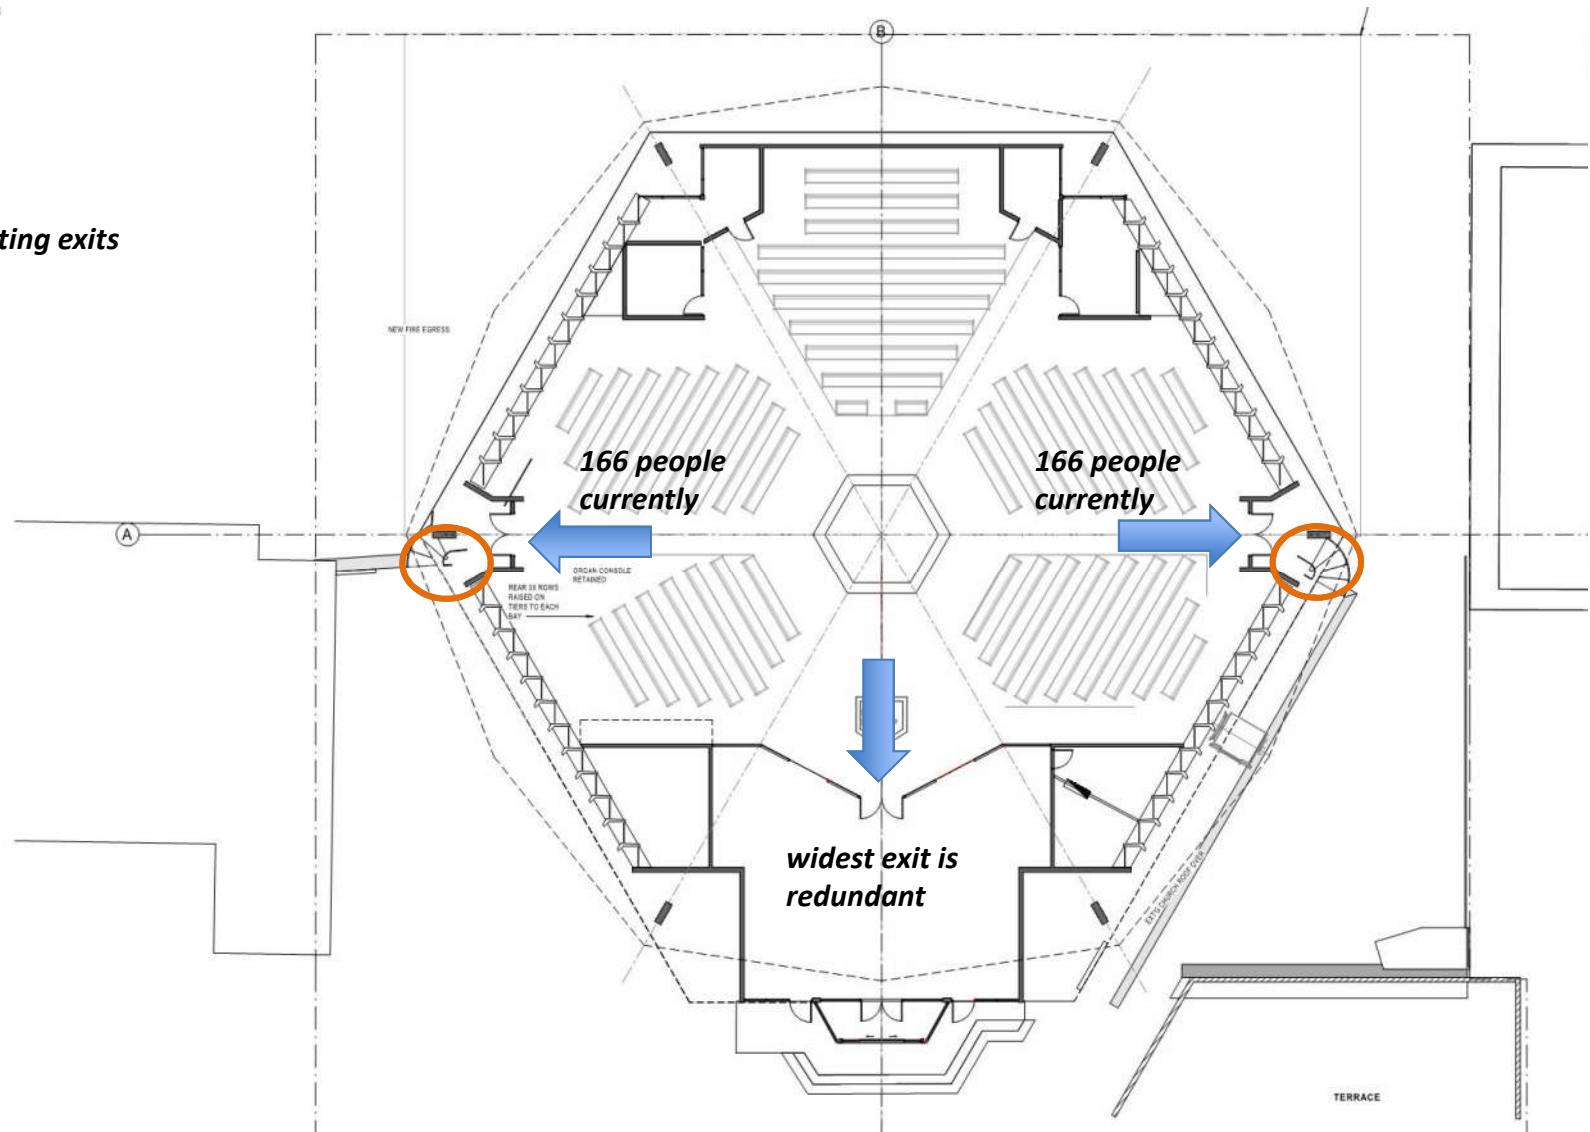 B
ting exits
NEW FIRE EGRESS
166 people
currently
166 people
currently
A
ORGAN CONSOLE
RETAINED
REAR 3X ROWS
RAISED ON
TIERS TO EACH
BAY
widest exit is
redundant
EXT'G CHURCH ROOF OVER
TERRACE